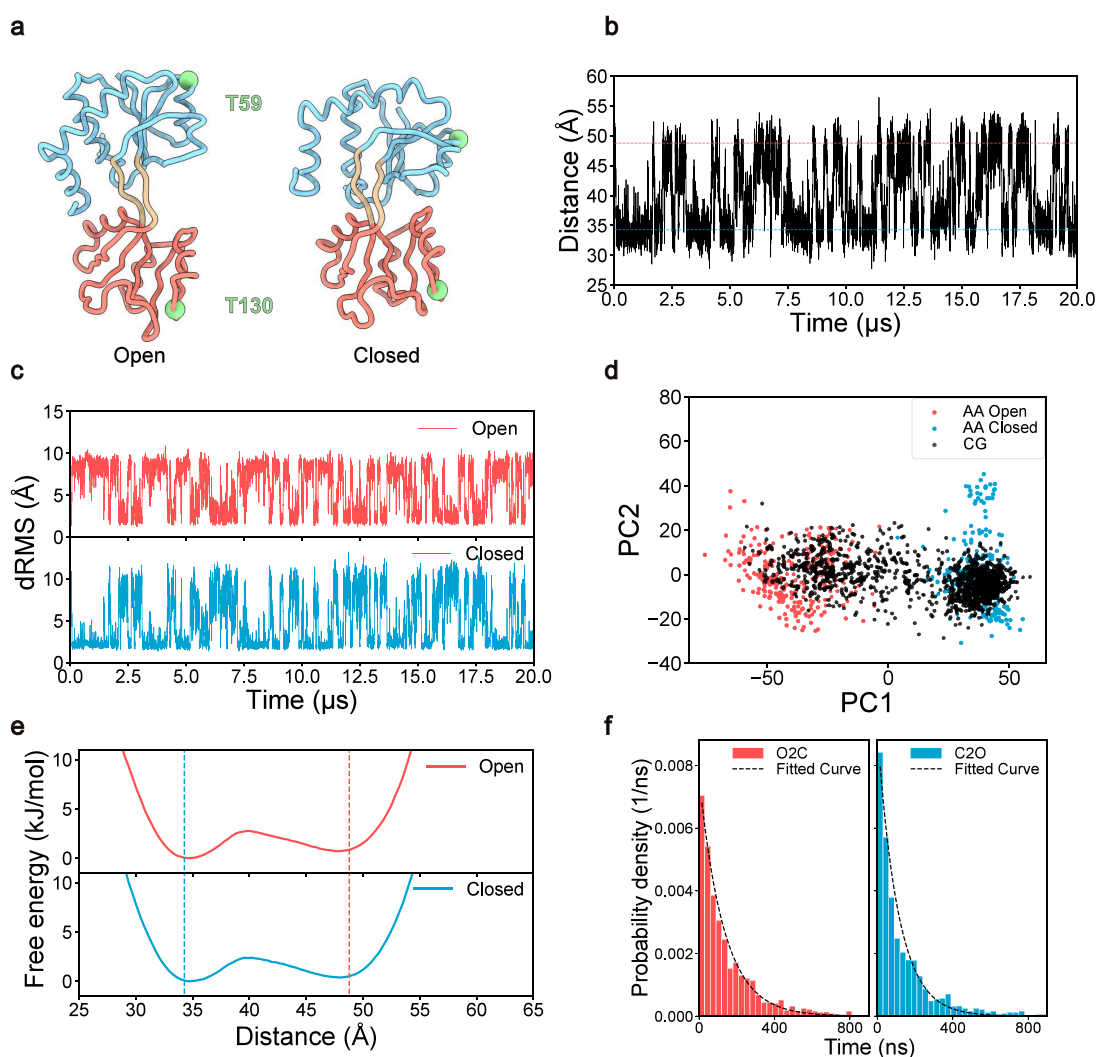 a
T59
T130
Open
Closed
b
60
55
50
45
40
35
30
25
Distance (Å)
0.0 2.5 5.0 7.5 10.0 12.5 15.0 17.5 20.0
Time (µs)
c
15
10
5
0
Open
10
5
0
Closed
dRMS (Å)
0.0 2.5 5.0 7.5 10.0 12.5 15.0 17.5 20.0
Time (µs)
d
80
60
40
20
0
−20
−40
PC2
AA Open
AA Closed
CG
−50 0 50
PC1
e
10
5
0
Open
10
5
0
Closed
Free energy (kJ/mol)
25 30 35 40 45 50 55 60 65
Distance (Å)
f
0.008
0.006
0.004
0.002
0.000
Probability density (1/ns)
O2C
Fitted Curve
C2O
Fitted Curve
0 400 800 0 400 800
Time (ns)